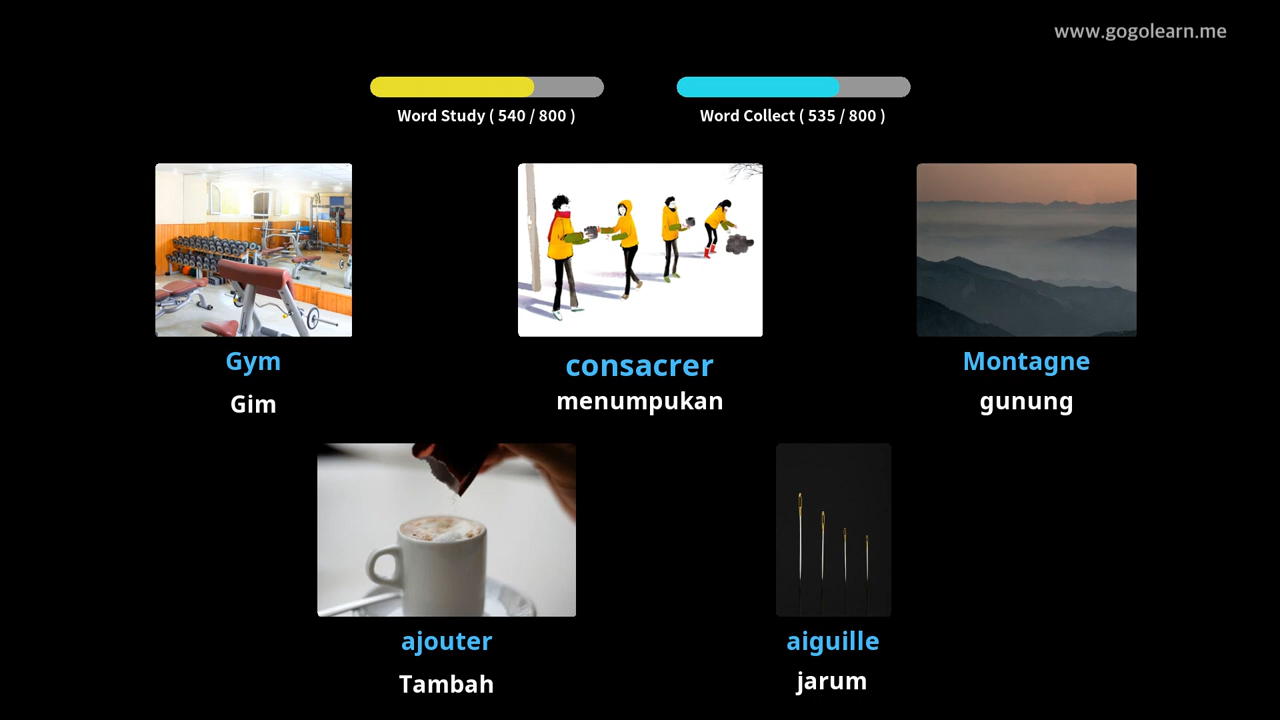 www.gogolearn.me
Word Study ( 540 / 800 )
Word Collect ( 535 / 800 )
Gym
Gim
consacrer
menumpukan
Montagne
gunung
ajouter
Tambah
aiguille
jarum